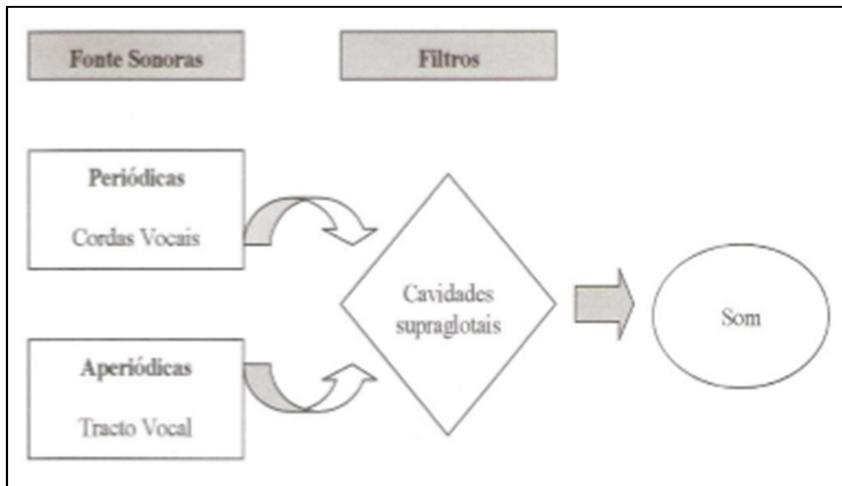 Fonte Sonoras
Filtros
Periódicas
Cordas Vocais
Cavidades
supraglotais
Som
Aperiódicas
Tracto Vocal